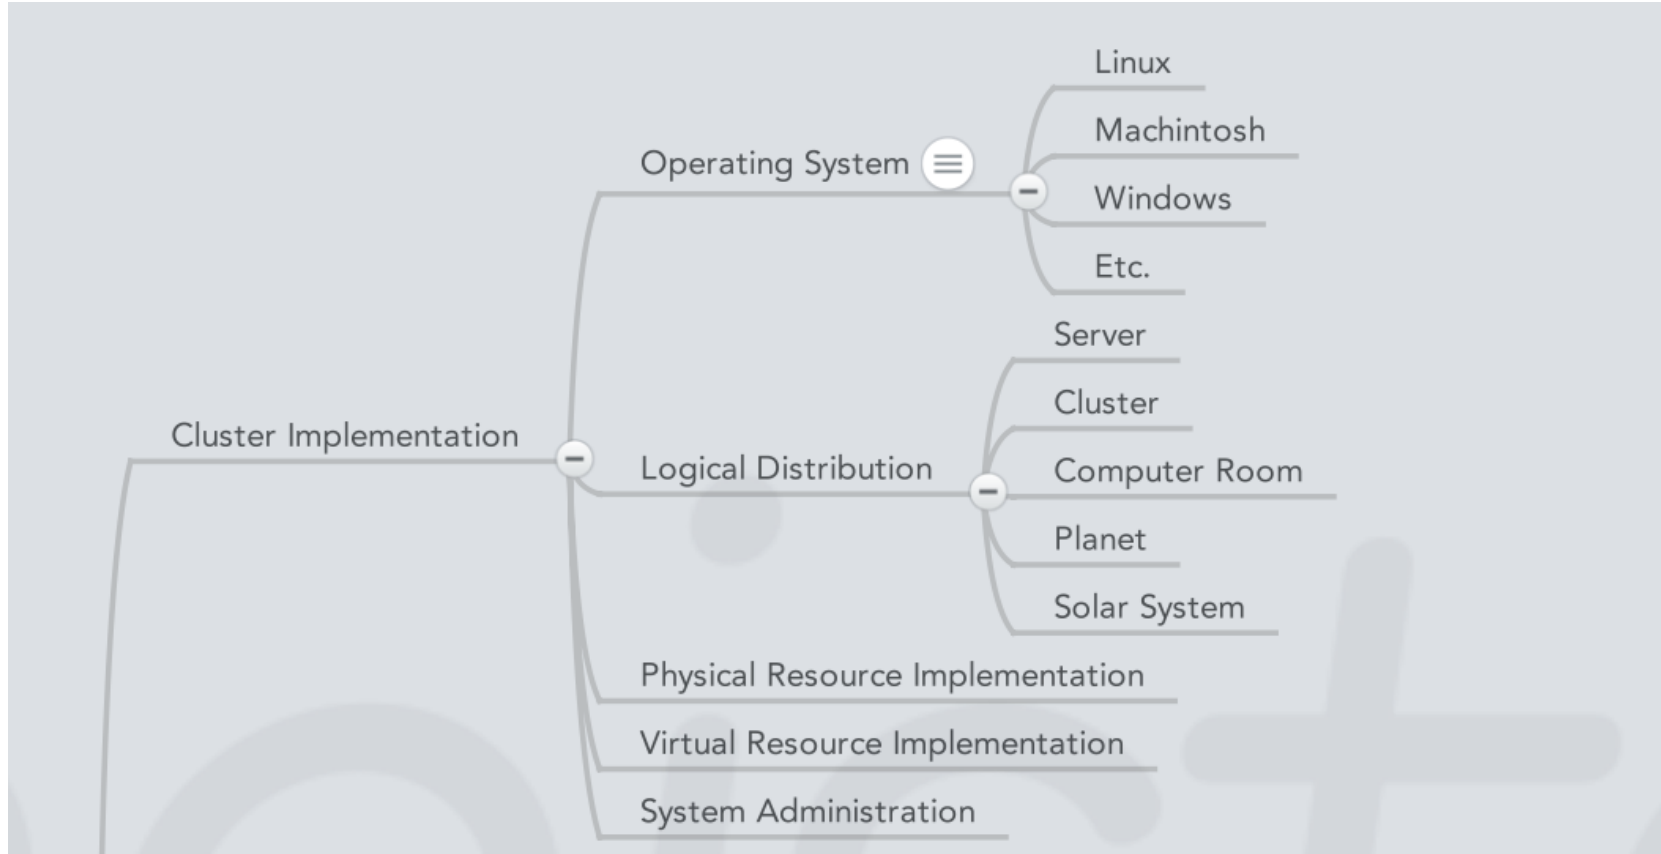 Linux
Machintosh
Operating System
Windows
Etc.
Server
Cluster
Cluster Implementation
Logical Distribution
Computer Room
Planet
Solar System
Physical Resource Implementation
Virtual Resource Implementation
System Administration